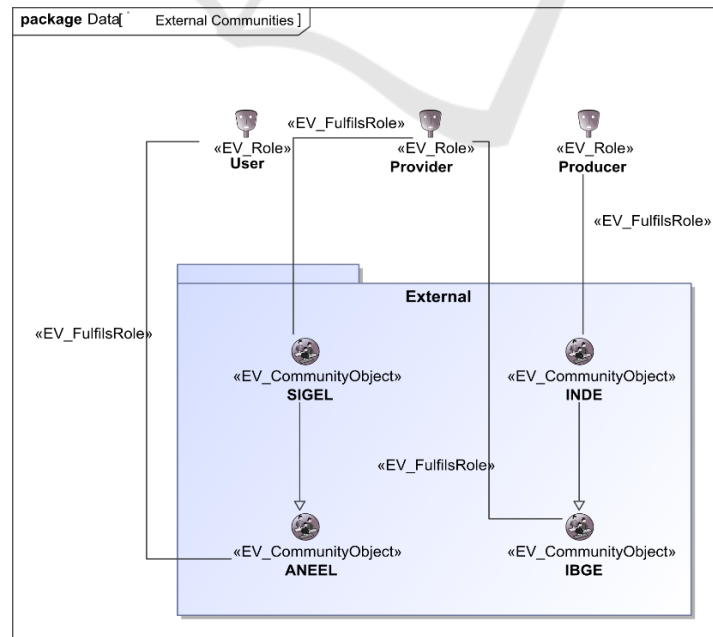 package Data[ External Communities ]
«EV_FulfilsRole»
«EV_Role» «EV_Role» «EV_Role»
User Provider Producer
«EV_FulfilsRole»
External
«EV_FulfilsRole»
«EV_CommunityObject» «EV_CommunityObject»
SIGEL INDE
«EV_FulfilsRole»
«EV_CommunityObject» «EV_CommunityObject»
ANEEL IBGE